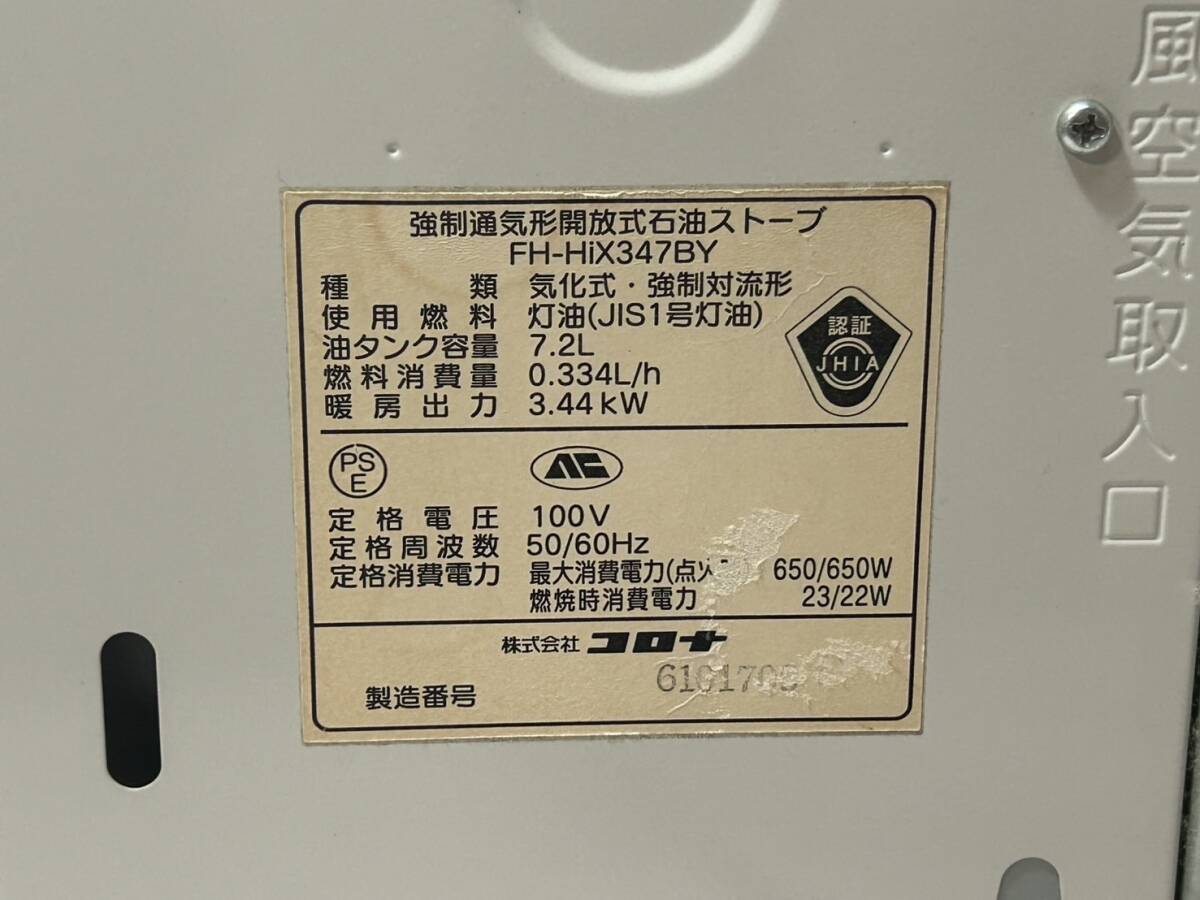 強制通気形開放式石油ストーブ
FH-HiX347BY
種類 気化式・強制対流形
使用燃料 灯油(JIS1号灯油)
油タンク容量 7.2L
燃料消費量 0.334L/h
暖房出力 3.44kW
認証
JHIA
PS
E
定格電圧 100V
定格周波数 50/60Hz
定格消費電力 最大消費電力(点火 ) 650/650W
燃焼時消費電力 23/22W
株式会社 コロナ
製造番号
風空気取入口